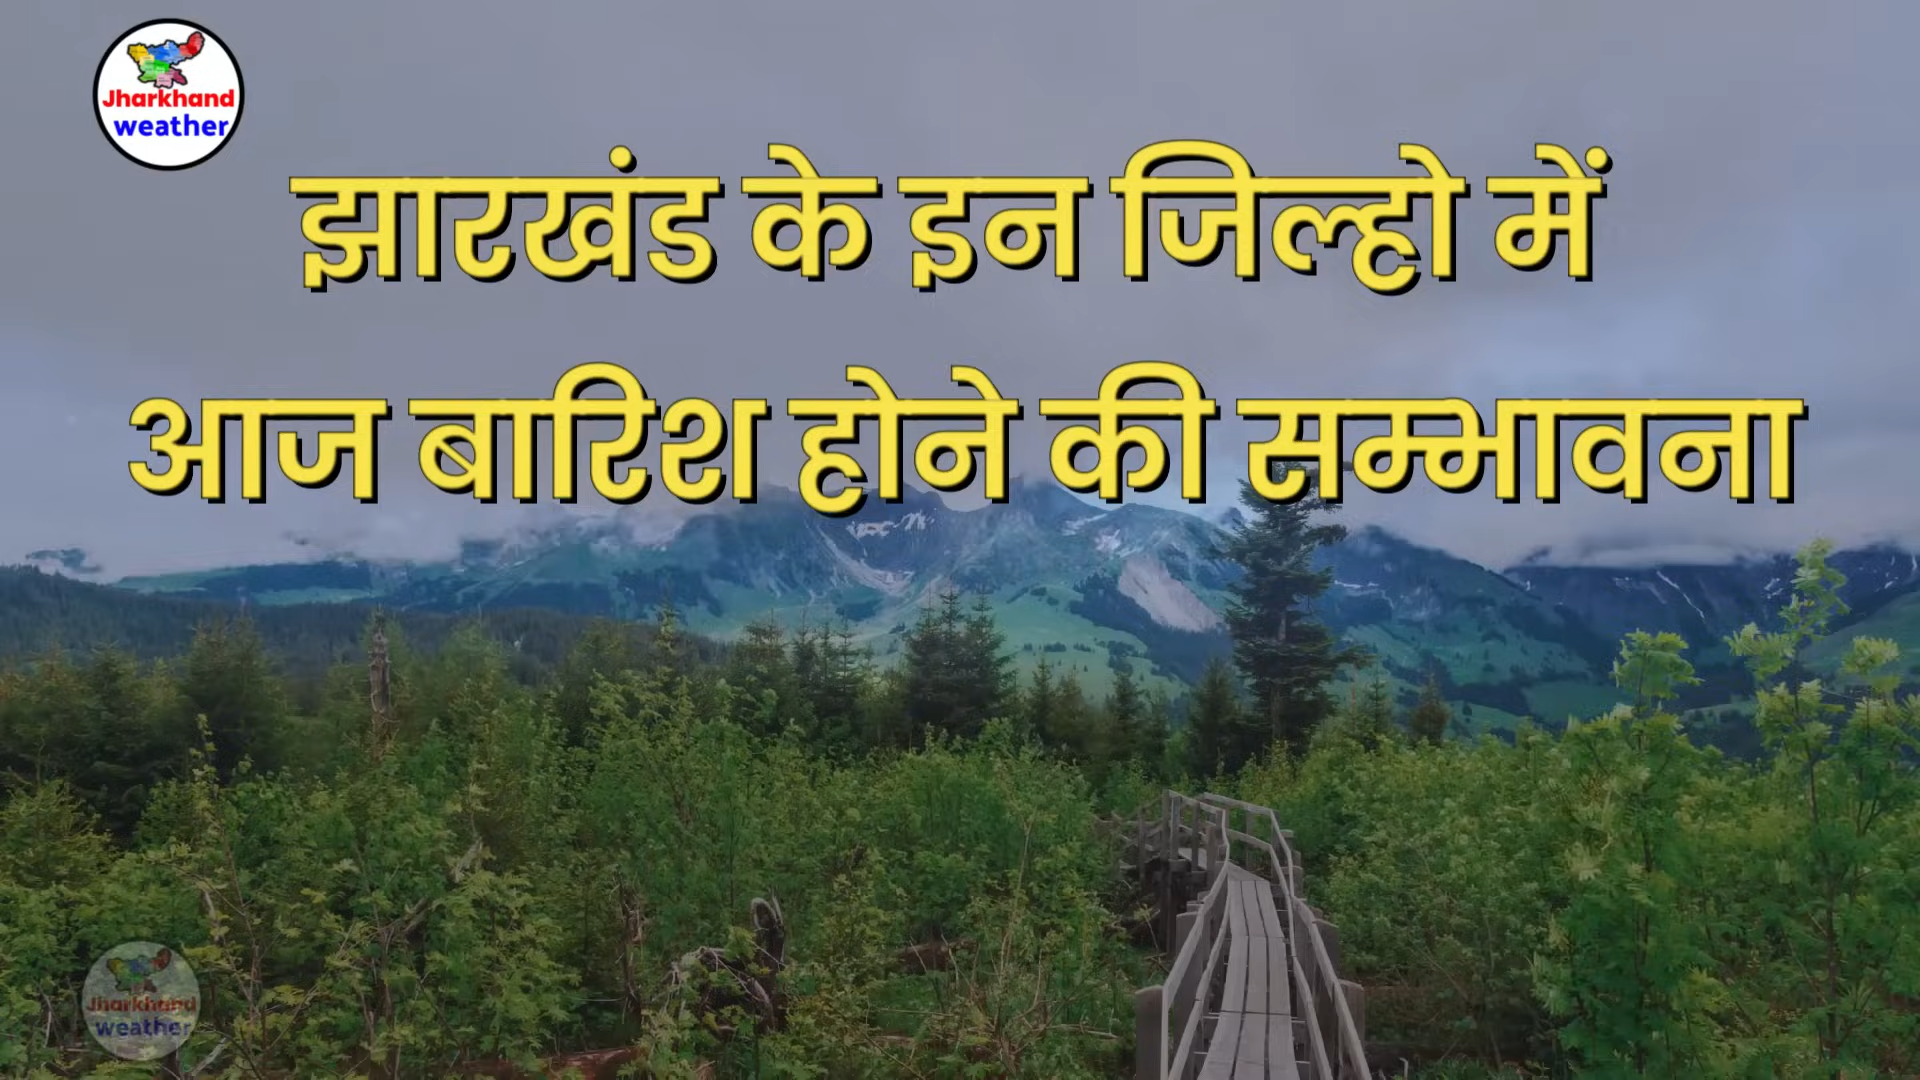 Jharkhand
weather
झारखंड के इन जिल्हो में
आज बारिश होने की सम्भावना
Jharkhand
weather